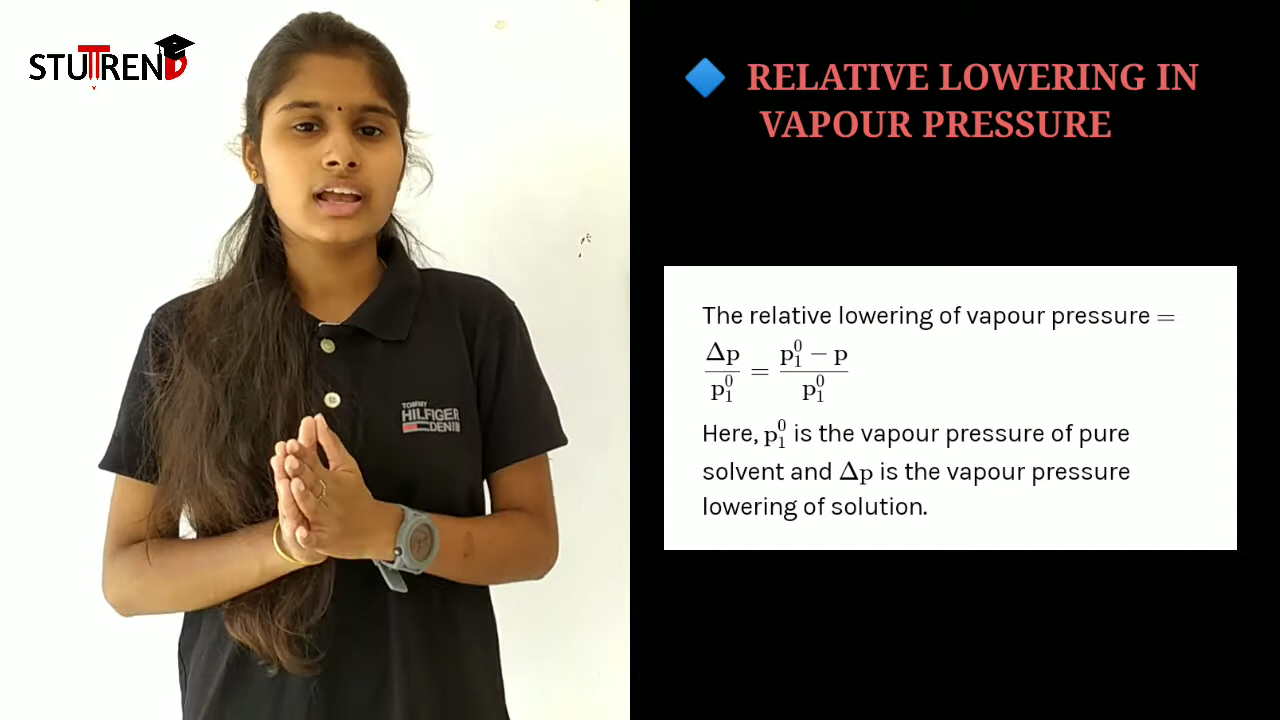 STUTREND
RELATIVE LOWERING IN
VAPOUR PRESSURE
TOMMY
HILFIGER
DENIM
The relative lowering of vapour pressure =
Δp/p₁⁰ = (p₁⁰ − p)/p₁⁰
Here, p₁⁰ is the vapour pressure of pure
solvent and Δp is the vapour pressure
lowering of solution.